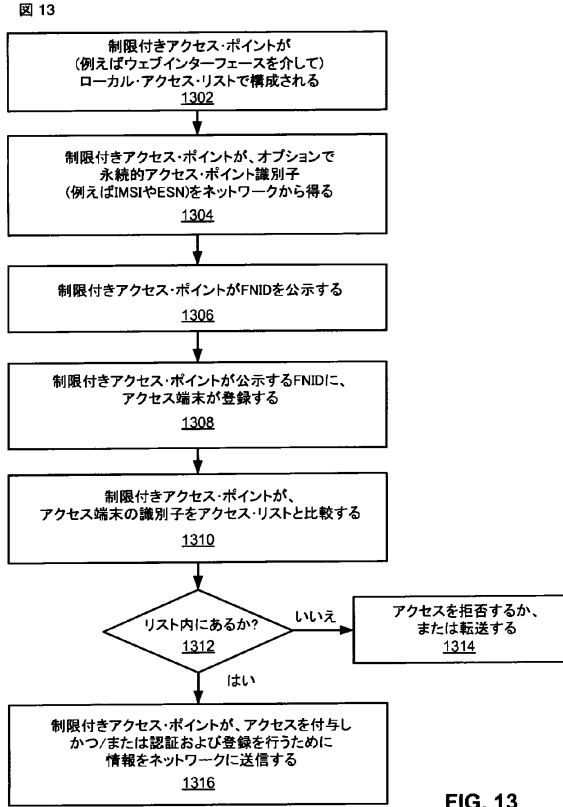 図 13
制限付きアクセス・ポイントが
(例えばウェブインターフェースを介して)
ローカル・アクセス・リストで構成される
1302
制限付きアクセス・ポイントが、オプションで
永続的アクセス・ポイント識別子
(例えばIMSIやESN)をネットワークから得る
1304
制限付きアクセス・ポイントがFNIDを公示する
1306
制限付きアクセス・ポイントが公示するFNIDに、
アクセス端末が登録する
1308
制限付きアクセス・ポイントが、
アクセス端末の識別子をアクセス・リストと比較する
1310
リスト内にあるか?
1312
いいえ
アクセスを拒否するか、
または転送する
1314
はい
制限付きアクセス・ポイントが、アクセスを付与し
かつ/または認証および登録を行うために
情報をネットワークに送信する
1316
FIG. 13